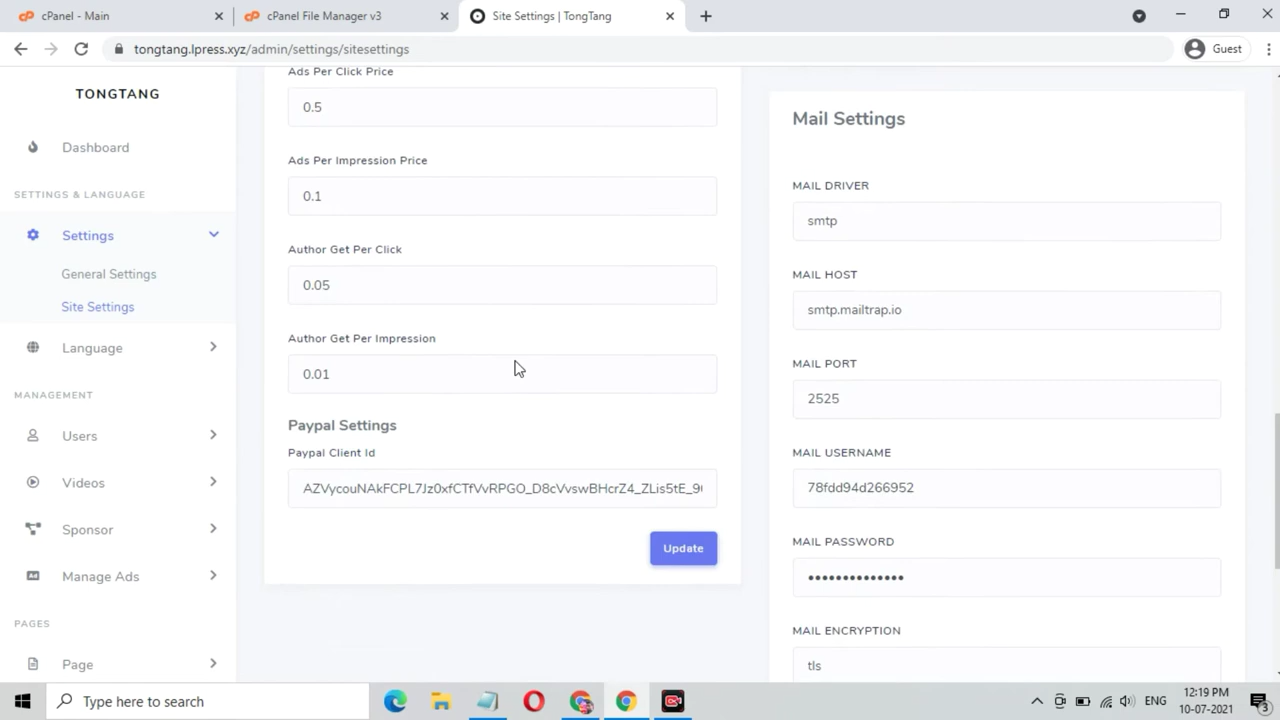 cPanel - Main
cPanel File Manager v3
Site Settings | TongTang
tongtang.lpress.xyz/admin/settings/sitesettings
Guest
TONGTANG
Dashboard
SETTINGS & LANGUAGE
Settings
General Settings
Site Settings
Language
MANAGEMENT
Users
Videos
Sponsor
Ad
Manage Ads
PAGES
Page
Ads Per Click Price
0.5
Ads Per Impression Price
0.1
Author Get Per Click
0.05
Author Get Per Impression
0.01
Paypal Settings
Paypal Client Id
Update
Mail Settings
MAIL DRIVER
smtp
MAIL HOST
smtp.mailtrap.io
MAIL PORT
2525
MAIL USERNAME
78fdd94d266952
MAIL PASSWORD
••••••••••••••
MAIL ENCRYPTION
tls
Type here to search
ENG
12:19 PM
10-07-2021
3